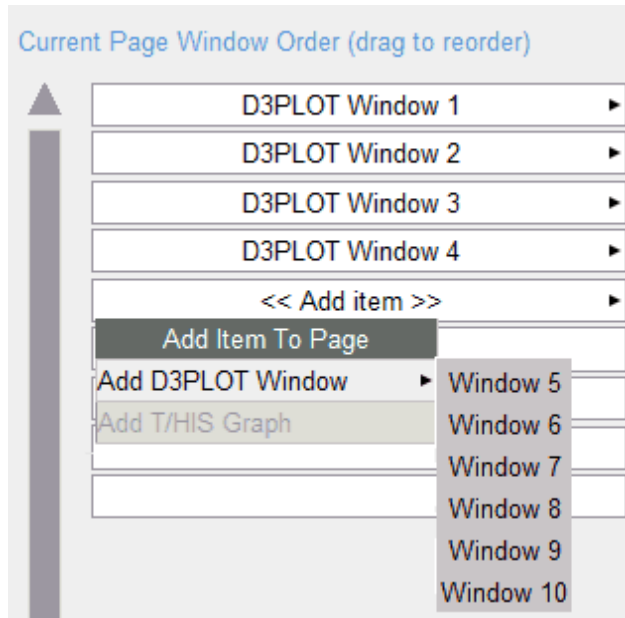 Current Page Window Order (drag to reorder)
D3PLOT Window 1
D3PLOT Window 2
D3PLOT Window 3
D3PLOT Window 4
<< Add item >>
Add Item To Page
Add D3PLOT Window
Add T/HIS Graph
Window 5
Window 6
Window 7
Window 8
Window 9
Window 10